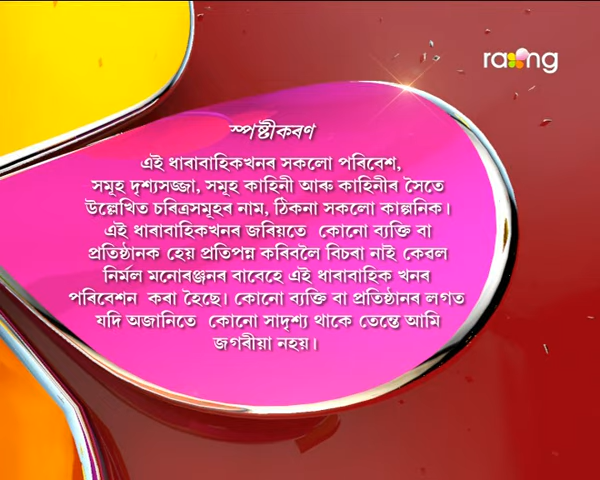 raong
স্পষ্টীকৰণ
এই ধাৰাবাহিকখনৰ সকলো পৰিবেশ,
সমূহ দৃশ্যসজ্জা, সমূহ কাহিনী আৰু কাহিনীৰ সৈতে
উল্লেখিত চৰিত্ৰসমূহৰ নাম, ঠিকনা সকলো কাল্পনিক।
এই ধাৰাবাহিকখনৰ জৰিয়তে কোনো ব্যক্তি বা
প্ৰতিষ্ঠানক হেয় প্ৰতিপন্ন কৰিবলৈ বিচৰা নাই কেৱল
নিৰ্মল মনোৰঞ্জনৰ বাবেহে এই ধাৰাবাহিক খনৰ
পৰিবেশন কৰা হৈছে। কোনো ব্যক্তি বা প্ৰতিষ্ঠানৰ লগত
যদি অজানিতে কোনো সাদৃশ্য থাকে তেন্তে আমি
জগৰীয়া নহয়।